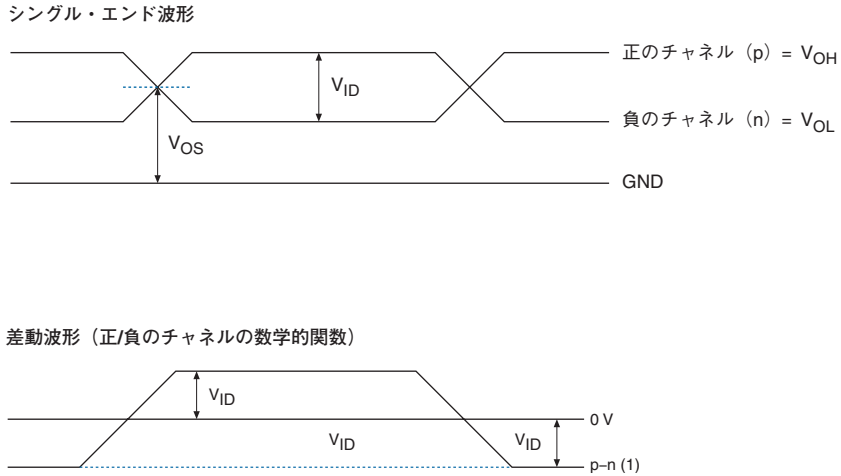 シングル・エンド波形
正のチャネル（p）= VOH
VID
負のチャネル（n）= VOL
VOS
GND
差動波形（正/負のチャネルの数学的関数）
VID
0 V
VID
VID
p−n (1)